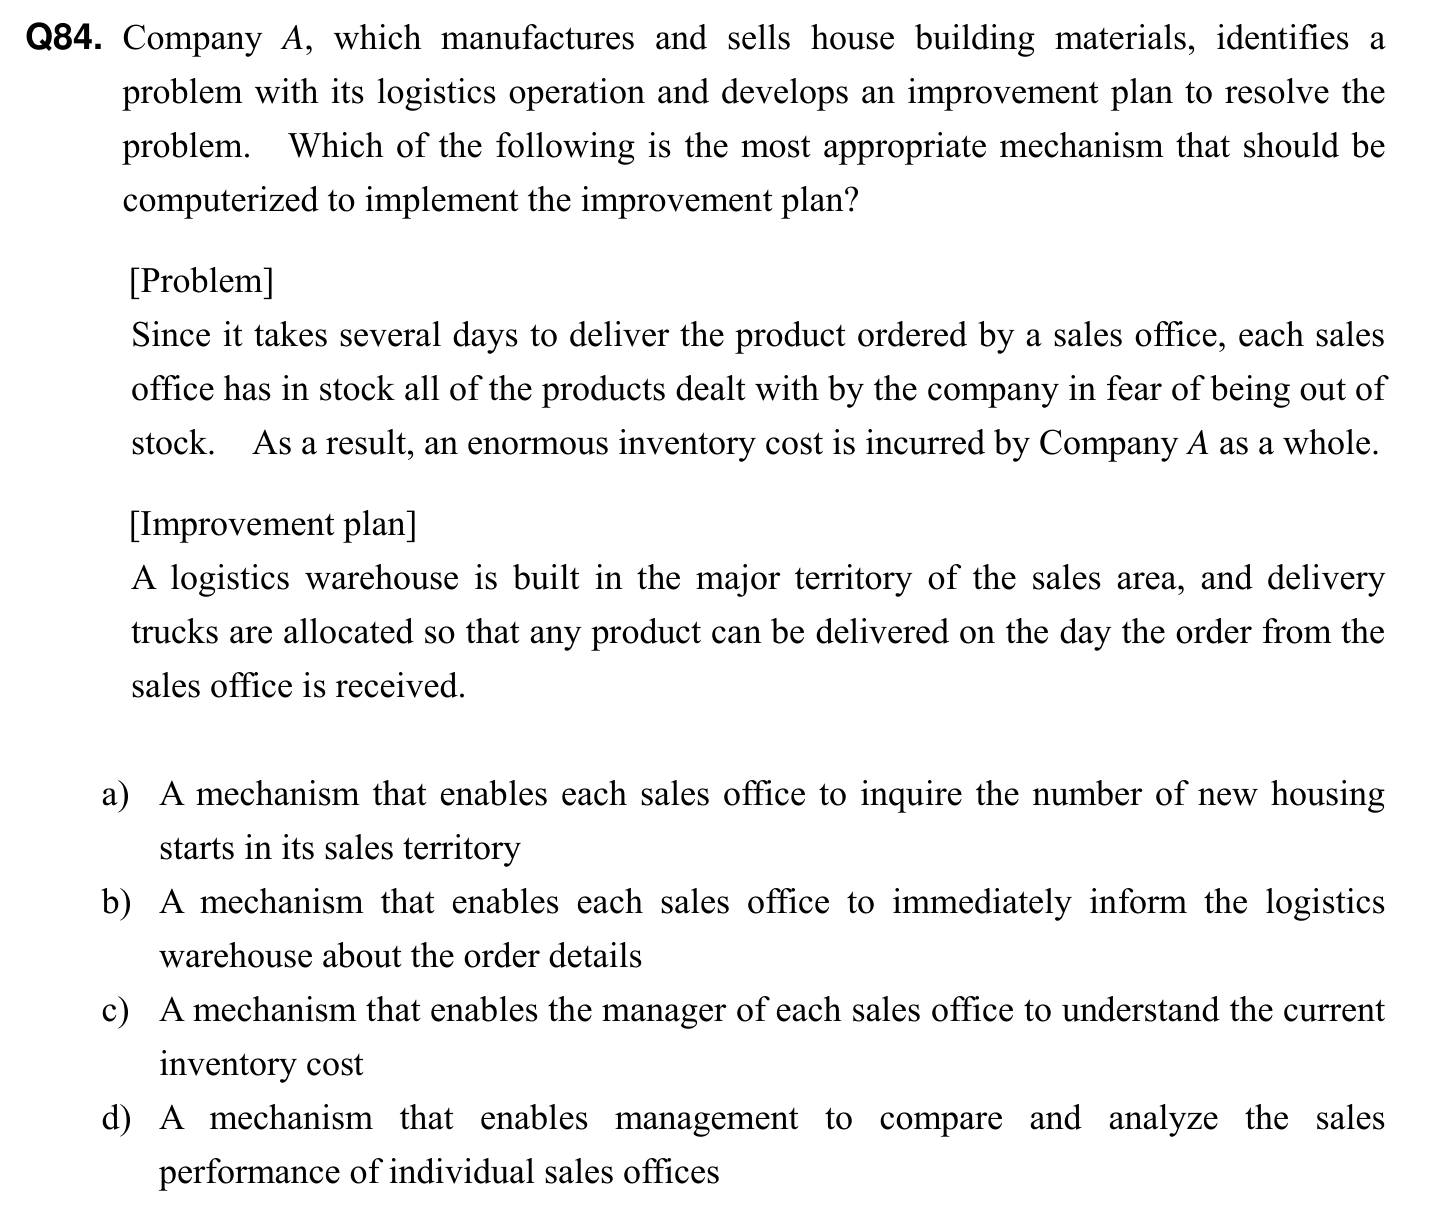 Q84. Company A, which manufactures and sells house building materials, identifies a
problem with its logistics operation and develops an improvement plan to resolve the
problem. Which of the following is the most appropriate mechanism that should be
computerized to implement the improvement plan?
[Problem]
Since it takes several days to deliver the product ordered by a sales office, each sales
office has in stock all of the products dealt with by the company in fear of being out of
stock. As a result, an enormous inventory cost is incurred by Company A as a whole.
[Improvement plan]
A logistics warehouse is built in the major territory of the sales area, and delivery
trucks are allocated so that any product can be delivered on the day the order from the
sales office is received.
a) A mechanism that enables each sales office to inquire the number of new housing
starts in its sales territory
b) A mechanism that enables each sales office to immediately inform the logistics
warehouse about the order details
c) A mechanism that enables the manager of each sales office to understand the current
inventory cost
d) A mechanism that enables management to compare and analyze the sales
performance of individual sales offices